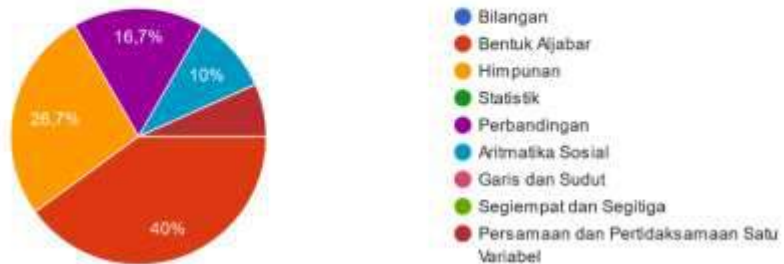 16,7%
10%
26,7%
40%
Bilangan
Bentuk Aljabar
Himpunan
Statistik
Perbandingan
Aritmatika Sosial
Garis dan Sudut
Segiempat dan Segitiga
Persamaan dan Pertidaksamaan Satu
Variabel